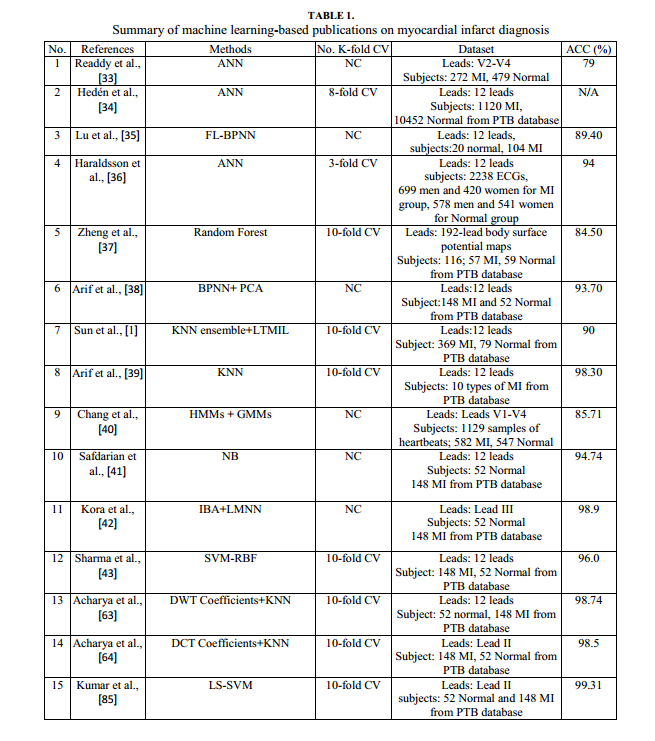 TABLE 1.
Summary of machine learning-based publications on myocardial infarct diagnosis
No. References Methods No. K-fold CV Dataset ACC (%)
1 Readdy et al., ANN NC Leads: V2-V4 79
[33] Subjects: 272 MI, 479 Normal
2 Hedén et al., ANN 8-fold CV Leads: 12 leads N/A
[34] Subjects: 1120 MI,
10452 Normal from PTB database
3 Lu et al., [35] FL-BPNN NC Leads: 12 leads, 89.40
subjects:20 normal, 104 MI
4 Haraldsson et ANN 3-fold CV Leads: 12 leads 94
al., [36] subjects: 2238 ECGs,
699 men and 420 women for MI
group, 578 men and 541 women
for Normal group
5 Zheng et al., Random Forest 10-fold CV Leads: 192-lead body surface 84.50
[37] potential maps
Subjects: 116; 57 MI, 59 Normal
from PTB database
6 Arif et al., [38] BPNN+ PCA NC Leads:12 leads 93.70
Subject:148 MI and 52 Normal
from PTB database
7 Sun et al., [1] KNN ensemble+LTMIL 10-fold CV Leads:12 leads 90
Subject: 369 MI, 79 Normal from
PTB database
8 Arif et al., [39] KNN 10-fold CV Leads: 12 leads 98.30
Subjects: 10 types of MI from
PTB database
9 Chang et al., HMMs + GMMs NC Leads: Leads V1-V4 85.71
[40] Subjects: 1129 samples of
heartbeats; 582 MI, 547 Normal
10 Safdarian et NB NC Leads: 12 leads 94.74
al., [41] Subjects: 52 Normal
148 MI from PTB database
11 Kora et al., IBA+LMNN NC Leads: Lead III 98.9
[42] Subjects: 52 Normal
148 MI from PTB database
12 Sharma et al., SVM-RBF 10-fold CV Leads: 12 leads 96.0
[43] Subject: 148 MI, 52 Normal from
PTB database
13 Acharya et al., DWT Coefficients+KNN 10-fold CV Leads: 12 leads 98.74
[63] Subject: 52 normal, 148 MI from
PTB database
14 Acharya et al., DCT Coefficients+KNN 10-fold CV Leads: Lead II 98.5
[64] Subject: 148 MI, 52 Normal from
PTB database
15 Kumar et al., LS-SVM 10-fold CV Leads: Lead II 99.31
[85] subjects: 52 Normal and 148 MI
from PTB database